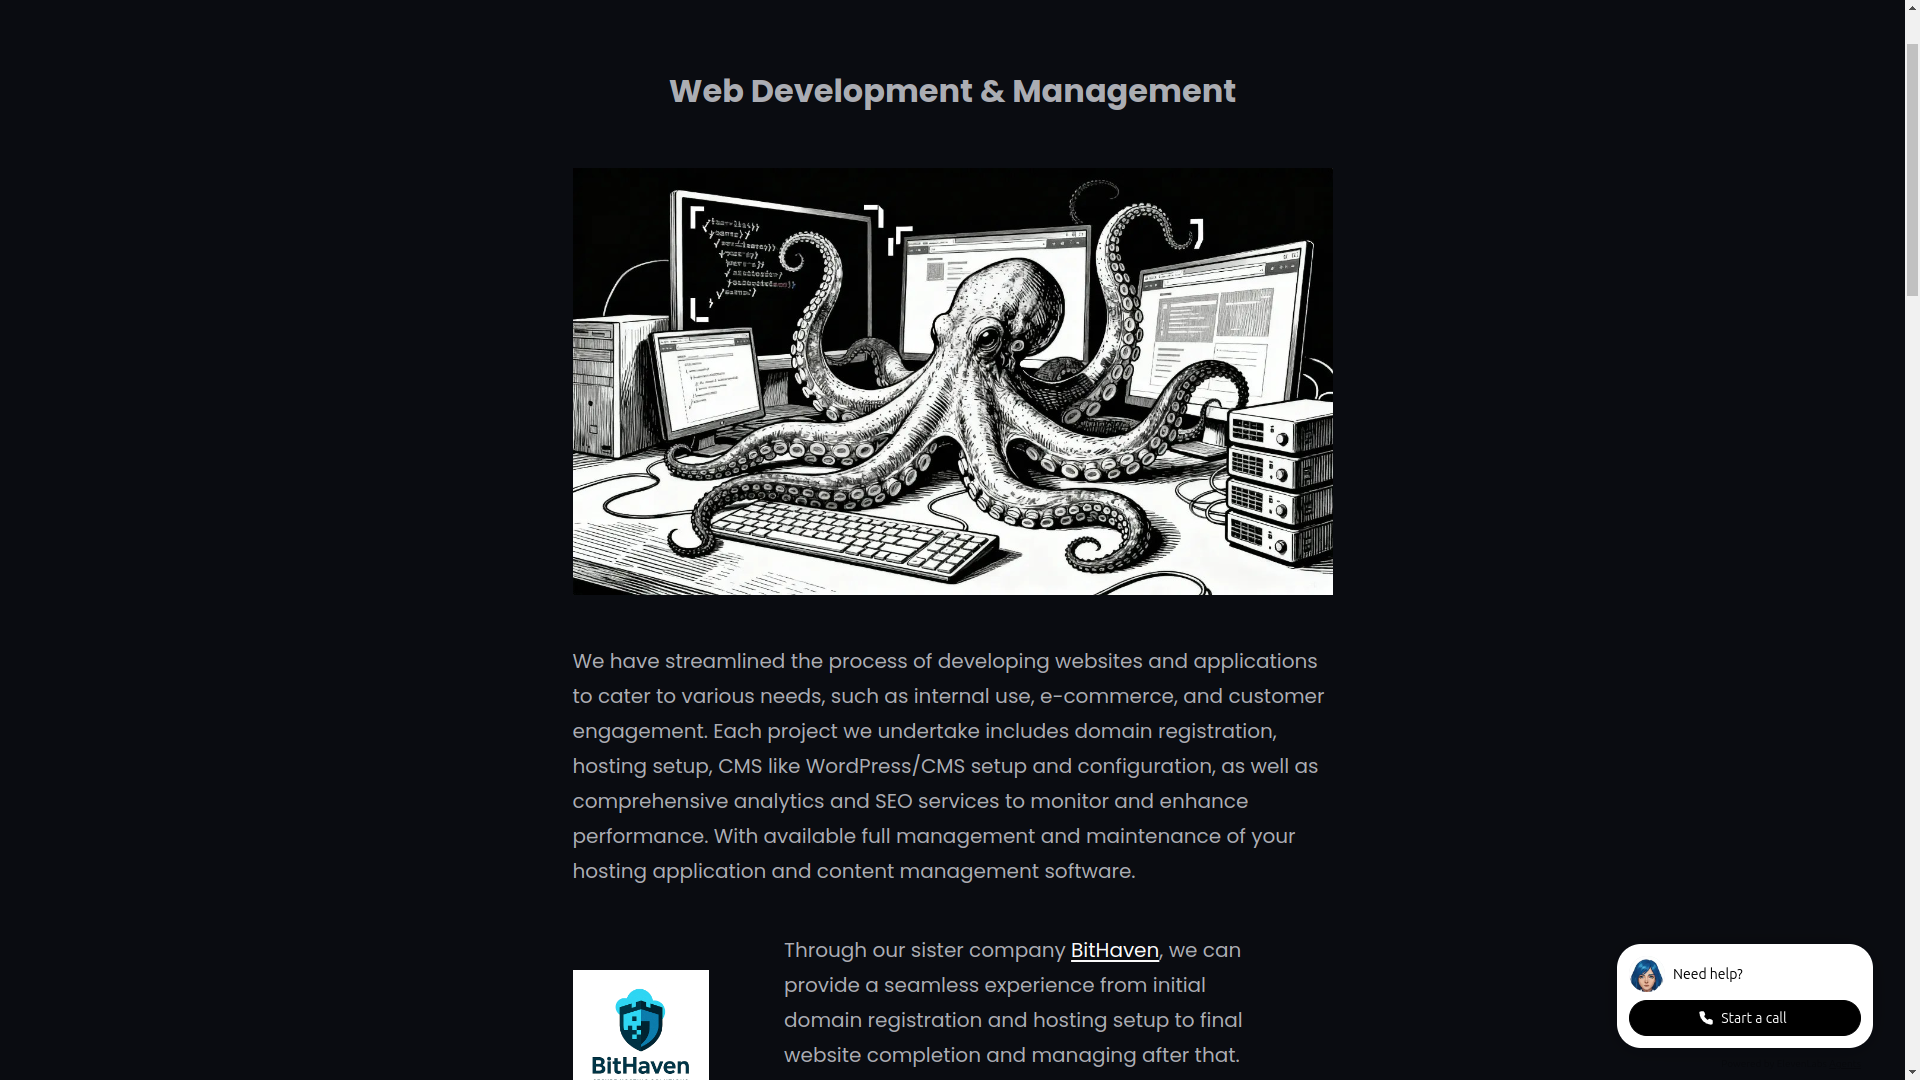 Web Development & Management
We have streamlined the process of developing websites and applications
to cater to various needs, such as internal use, e-commerce, and customer
engagement. Each project we undertake includes domain registration,
hosting setup, CMS like WordPress/CMS setup and configuration, as well as
comprehensive analytics and SEO services to monitor and enhance
performance. With available full management and maintenance of your
hosting application and content management software.
Through our sister company BitHaven, we can
provide a seamless experience from initial
domain registration and hosting setup to final
website completion and managing after that.
BitHaven
Need help?
Start a call